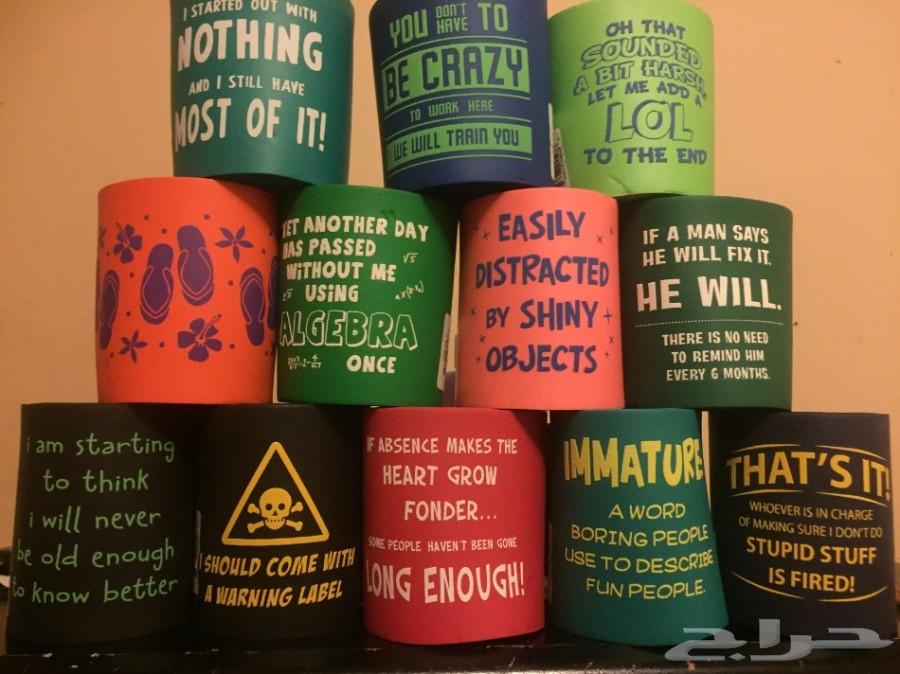 I STARTED OUT WITH
NOTHING
AND I STILL HAVE
MOST OF IT!
YOU DON'T HAVE TO
BE CRAZY
TO WORK HERE
WE WILL TRAIN YOU
OH THAT
SOUNDED
A BIT HARSH
LET ME ADD A
LOL
TO THE END
YET ANOTHER DAY
HAS PASSED
WITHOUT ME
USING
ALGEBRA
ONCE
EASILY
DISTRACTED
BY SHINY
OBJECTS
IF A MAN SAYS
HE WILL FIX IT.
HE WILL.
THERE IS NO NEED
TO REMIND HIM
EVERY 6 MONTHS.
i am starting
to think
i will never
be old enough
to know better
I SHOULD COME WITH
A WARNING LABEL
IF ABSENCE MAKES THE
HEART GROW
FONDER...
SOME PEOPLE HAVEN'T BEEN GONE
LONG ENOUGH!
IMMATURE:
A WORD
BORING PEOPLE
USE TO DESCRIBE
FUN PEOPLE.
THAT'S IT!
WHOEVER IS IN CHARGE
OF MAKING SURE I DON'T DO
STUPID STUFF
IS FIRED!
حراج